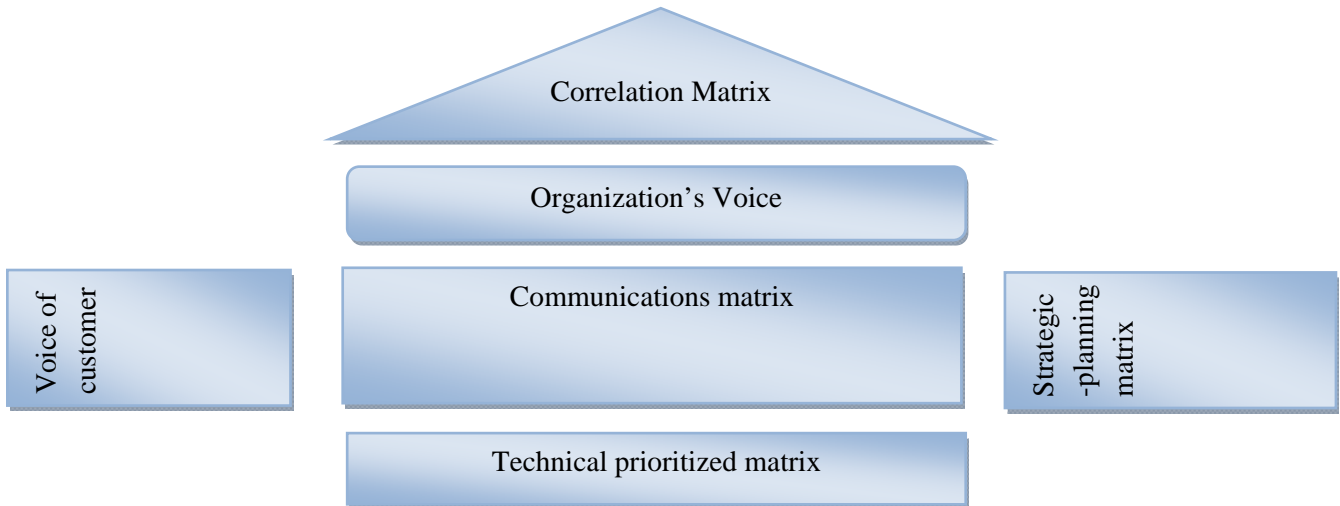 Correlation Matrix
Organization’s Voice
Voice of
customer
Communications matrix
Strategic
-planning
matrix
Technical prioritized matrix